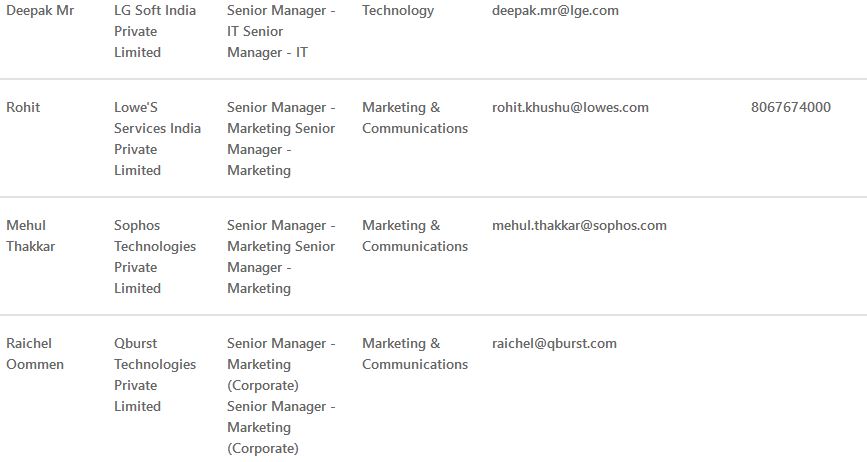 Deepak Mr LG Soft India Senior Manager - Technology deepak.mr@lge.com
Private IT Senior
Limited Manager - IT
Rohit Lowe'S Senior Manager - Marketing & rohit.khushu@lowes.com 8067674000
Services India Marketing Senior Communications
Private Manager -
Limited Marketing
Mehul Sophos Senior Manager - Marketing & mehul.thakkar@sophos.com
Thakkar Technologies Marketing Senior Communications
Private Manager -
Limited Marketing
Raichel Qburst Senior Manager - Marketing & raichel@qburst.com
Oommen Technologies Marketing Communications
Private (Corporate)
Limited Senior Manager -
Marketing
(Corporate)